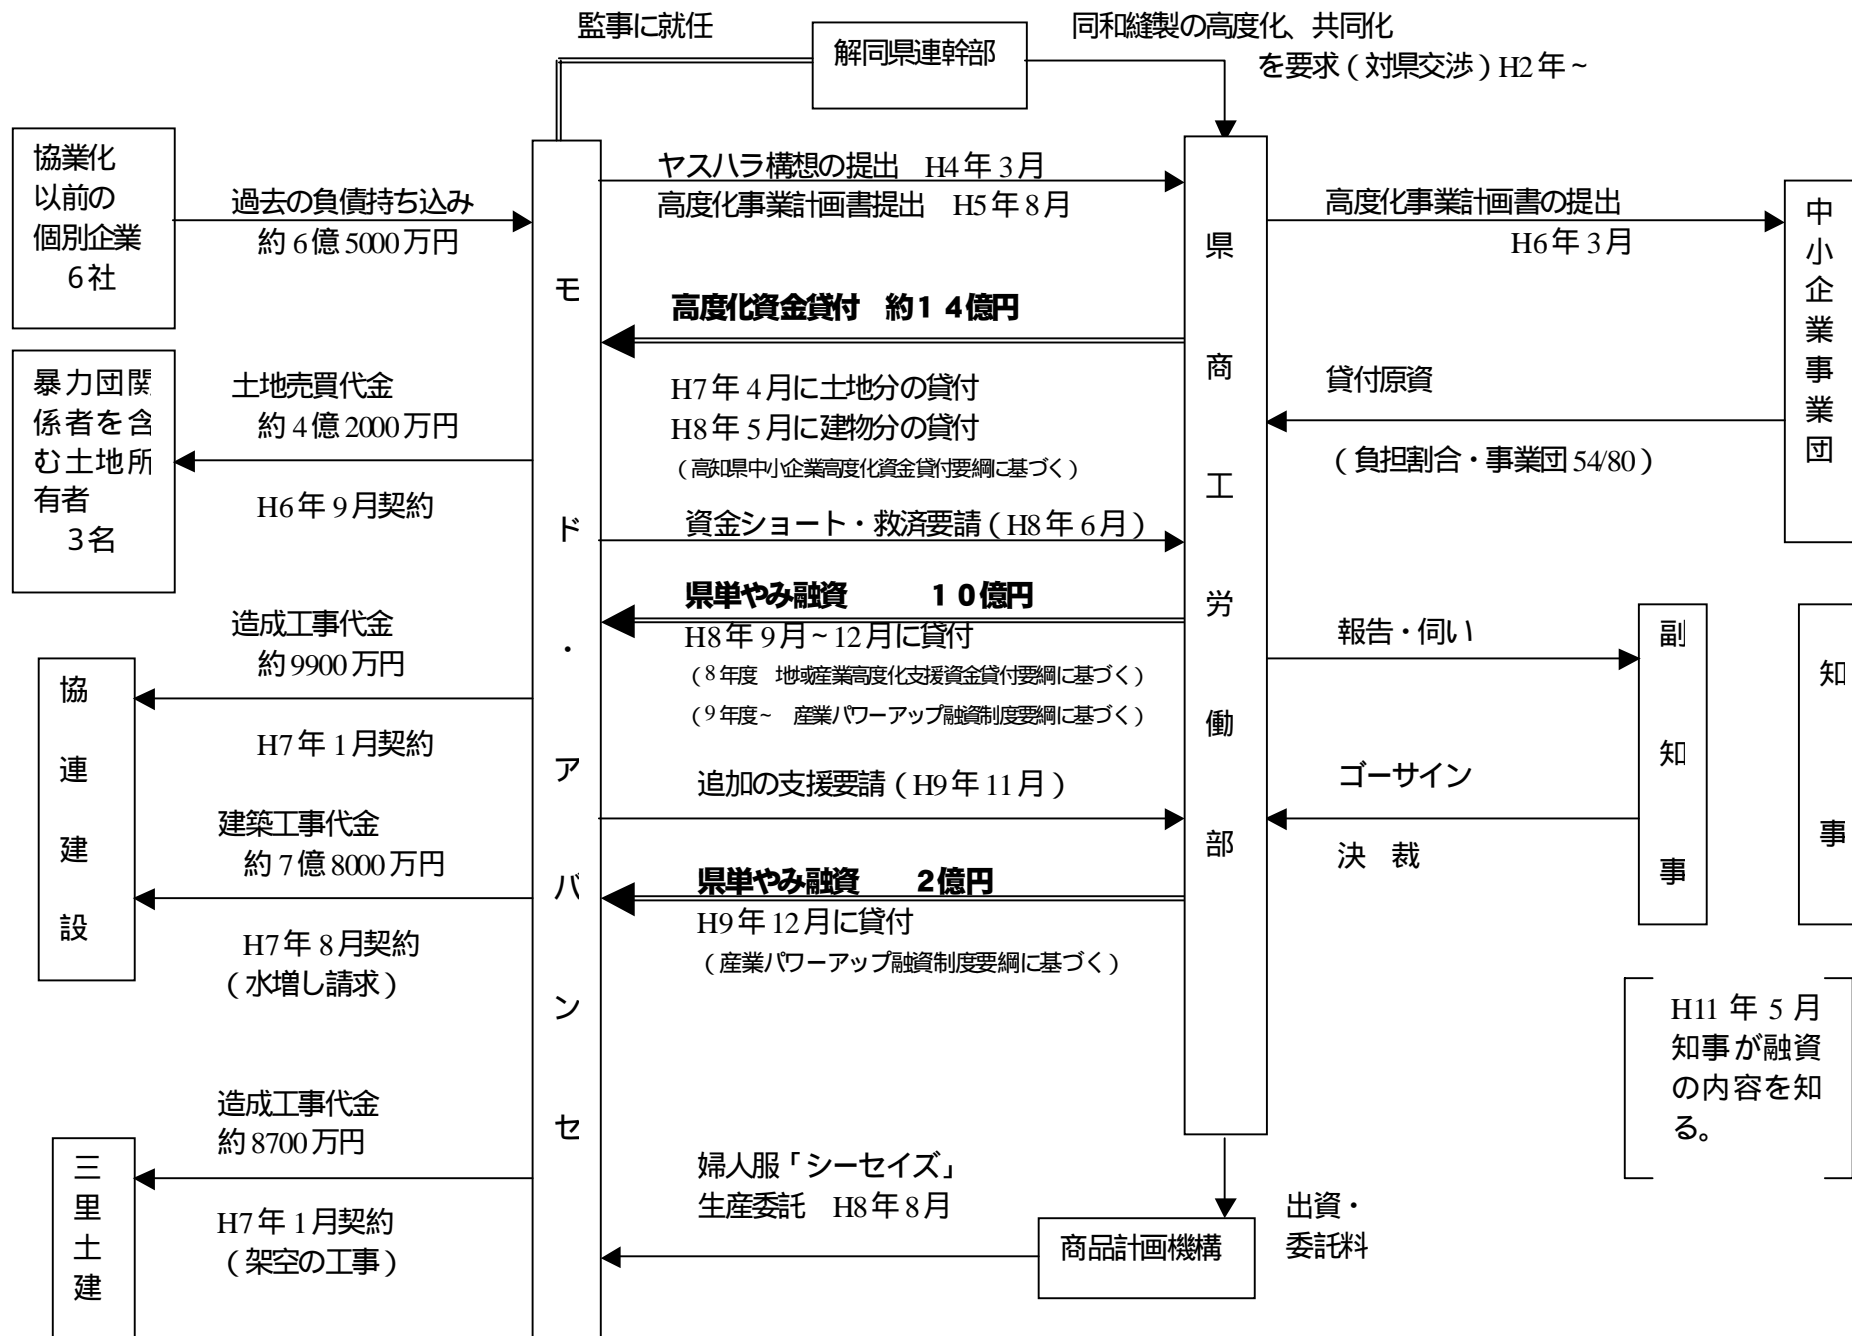 監事に就任
解同県連幹部
同和縫製の高度化、共同化
を要求（対県交渉）H2年~
協業化
以前の
個別企業
6社
過去の負債持ち込み
約6億5000万円
モド・アバンセ
ヤスハラ構想の提出 H4年3月
高度化事業計画書提出 H5年8月
県商工労働部
高度化事業計画書の提出
H6年3月
中小企業事業団
高度化資金貸付 約14億円
H7年4月に土地分の貸付
H8年5月に建物分の貸付
（高知県中小企業高度化資金貸付要綱に基づく）
貸付原資
（負担割合・事業団54/80）
暴力団関
係者を含
む土地所
有者
3名
土地売買代金
約4億2000万円
H6年9月契約
資金ショート・救済要請（H8年6月）
県単やみ融資 10億円
H8年9月~12月に貸付
（8年度 地域産業高度化支援資金貸付要綱に基づく）
（9年度~ 産業パワーアップ融資制度要綱に基づく）
報告・伺い
副知事
知事
ゴーサイン
決 裁
協連建設
造成工事代金
約9900万円
H7年1月契約
建築工事代金
約7億8000万円
H7年8月契約
（水増し請求）
追加の支援要請（H9年11月）
県単やみ融資 2億円
H9年12月に貸付
（産業パワーアップ融資制度要綱に基づく）
H11年5月
知事が融資
の内容を知
る。
三里土建
造成工事代金
約8700万円
H7年1月契約
（架空の工事）
婦人服「シーセイズ」
生産委託 H8年8月
商品計画機構
出資・
委託料